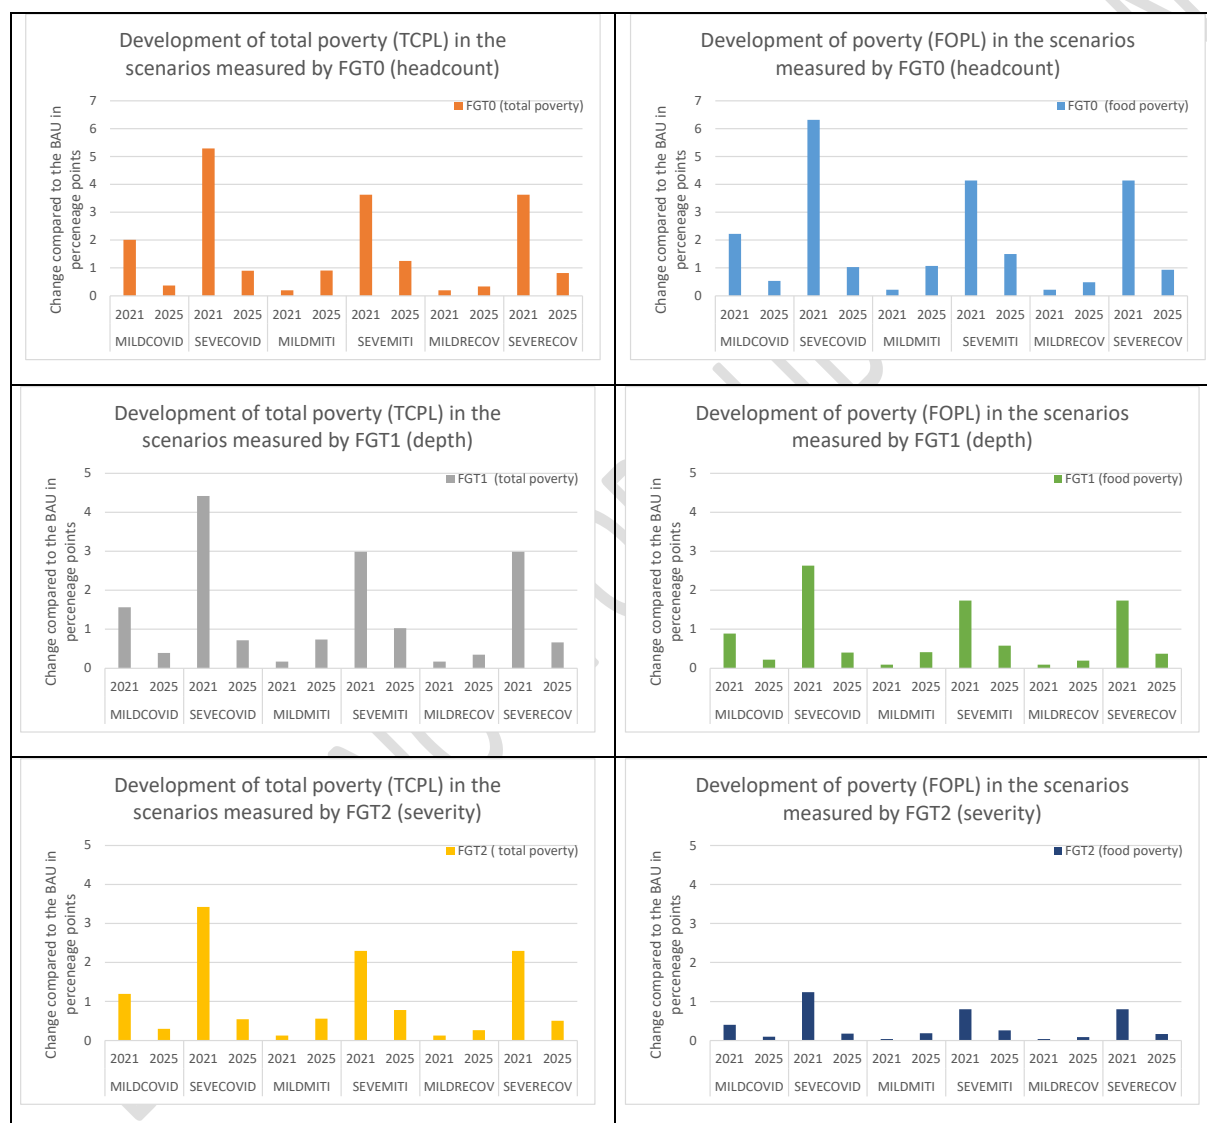 Development of total poverty (TCPL) in the
scenarios measured by FGT0 (headcount)
Change compared to the BAU in
perceneage points
FGT0 (total poverty)
7
6
5
4
3
2
1
0
2021 2025 2021 2025 2021 2025 2021 2025 2021 2025 2021 2025
MILDCOVID SEVECOVID MILDMITI SEVEMITI MILDRECOV SEVERECOV
Development of poverty (FOPL) in the scenarios
measured by FGT0 (headcount)
Change compared to the BAU in
perceneage points
FGT0 (food poverty)
7
6
5
4
3
2
1
0
2021 2025 2021 2025 2021 2025 2021 2025 2021 2025 2021 2025
MILDCOVID SEVECOVID MILDMITI SEVEMITI MILDRECOV SEVERECOV
Development of total poverty (TCPL) in the
scenarios measured by FGT1 (depth)
Change compared to the BAU in
perceneage points
FGT1 (total poverty)
5
4
3
2
1
0
2021 2025 2021 2025 2021 2025 2021 2025 2021 2025 2021 2025
MILDCOVID SEVECOVID MILDMITI SEVEMITI MILDRECOV SEVERECOV
Development of poverty (FOPL) in the scenarios
measured by FGT1 (depth)
Change compared to the BAU in
perceneage points
FGT1 (food poverty)
5
4
3
2
1
0
2021 2025 2021 2025 2021 2025 2021 2025 2021 2025 2021 2025
MILDCOVID SEVECOVID MILDMITI SEVEMITI MILDRECOV SEVERECOV
Development of total poverty (TCPL) in the
scenarios measured by FGT2 (severity)
Change compared to the BAU in
perceneage points
FGT2 ( total poverty)
5
4
3
2
1
0
2021 2025 2021 2025 2021 2025 2021 2025 2021 2025 2021 2025
MILDCOVID SEVECOVID MILDMITI SEVEMITI MILDRECOV SEVERECOV
Development of poverty (FOPL) in the scenarios
measured by FGT2 (severity)
Change compared to the BAU in
perceneage points
FGT2 (food poverty)
5
4
3
2
1
0
2021 2025 2021 2025 2021 2025 2021 2025 2021 2025 2021 2025
MILDCOVID SEVECOVID MILDMITI SEVEMITI MILDRECOV SEVERECOV